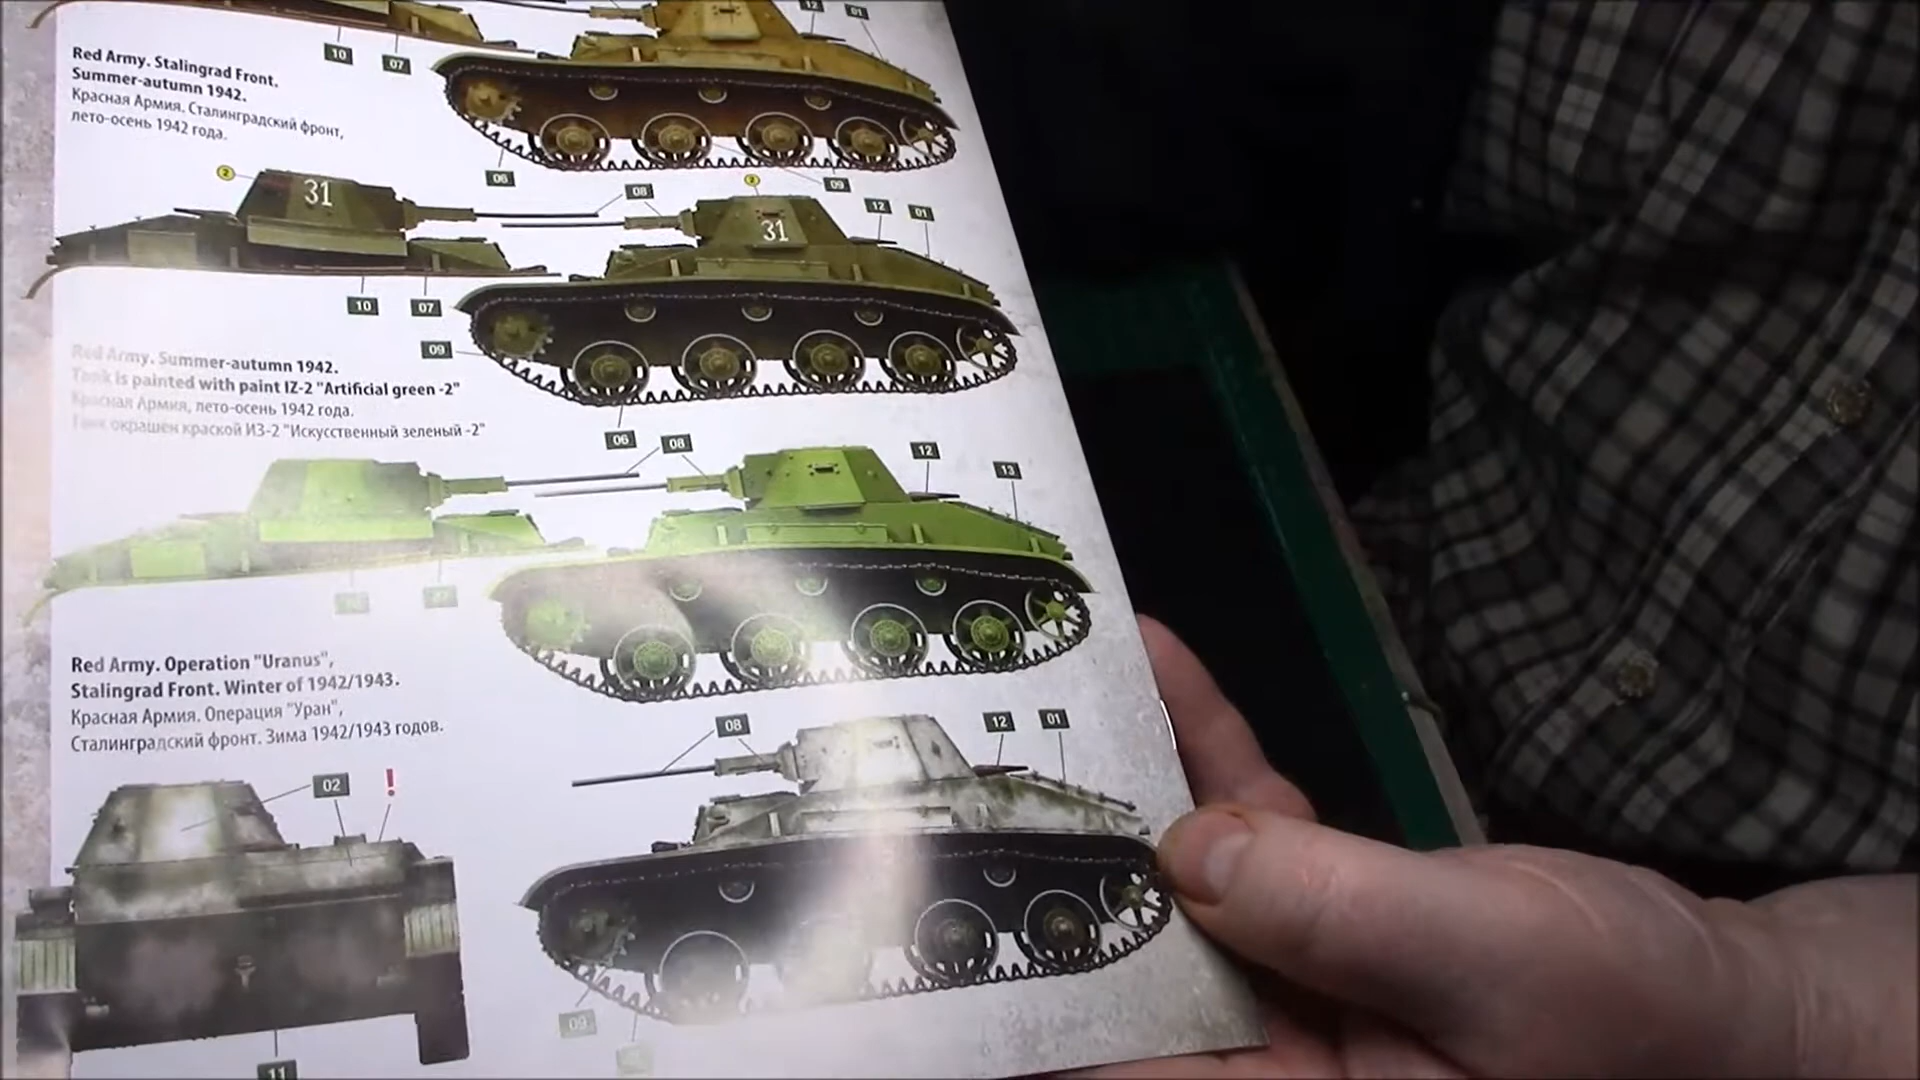 12 01
10 07
Red Army. Stalingrad Front.
Summer-autumn 1942.
Красная Армия. Сталинградский фронт,
лето-осень 1942 года.
06 09
2 08 2 12 01
31 31
10 07
09
Red Army. Summer-autumn 1942.
Tank is painted with paint IZ-2 "Artificial green -2"
Красная Армия, лето-осень 1942 года.
Танк окрашен краской ИЗ-2 "Искусственный зеленый -2"
06 08 12 13
Red Army. Operation "Uranus",
Stalingrad Front. Winter of 1942/1943.
Красная Армия. Операция "Уран",
Сталинградский фронт. Зима 1942/1943 годов.
08 12 01
02 !
09
11